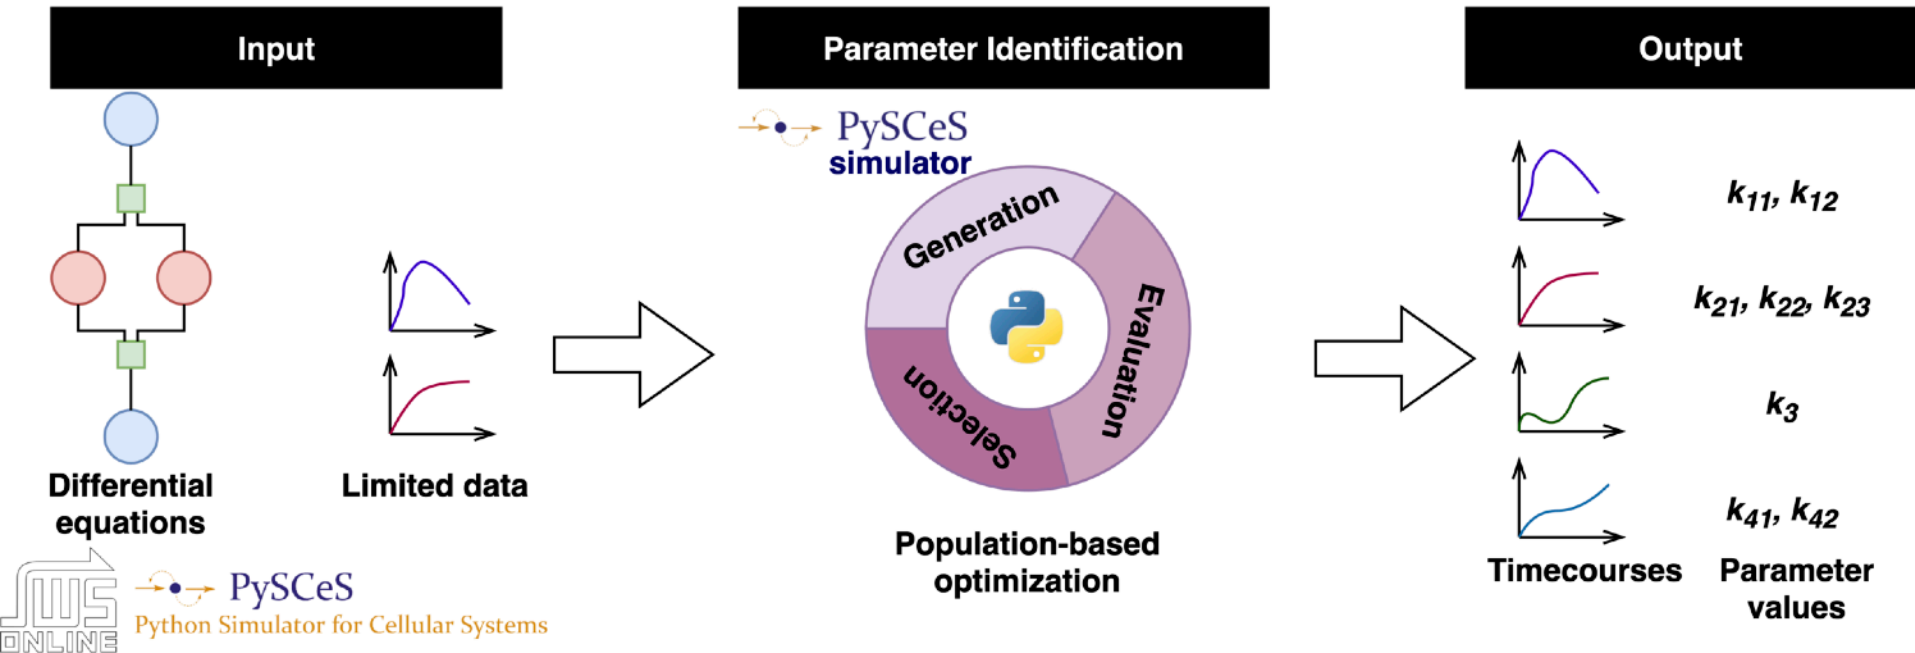 Input
Differential
equations
Limited data
JWS
ONLINE
PySCeS
Python Simulator for Cellular Systems
Parameter Identification
PySCeS
simulator
Generation
Evaluation
Selection
Population-based
optimization
Output
k11, k12
k21, k22, k23
k3
k41, k42
Timecourses
Parameter
values